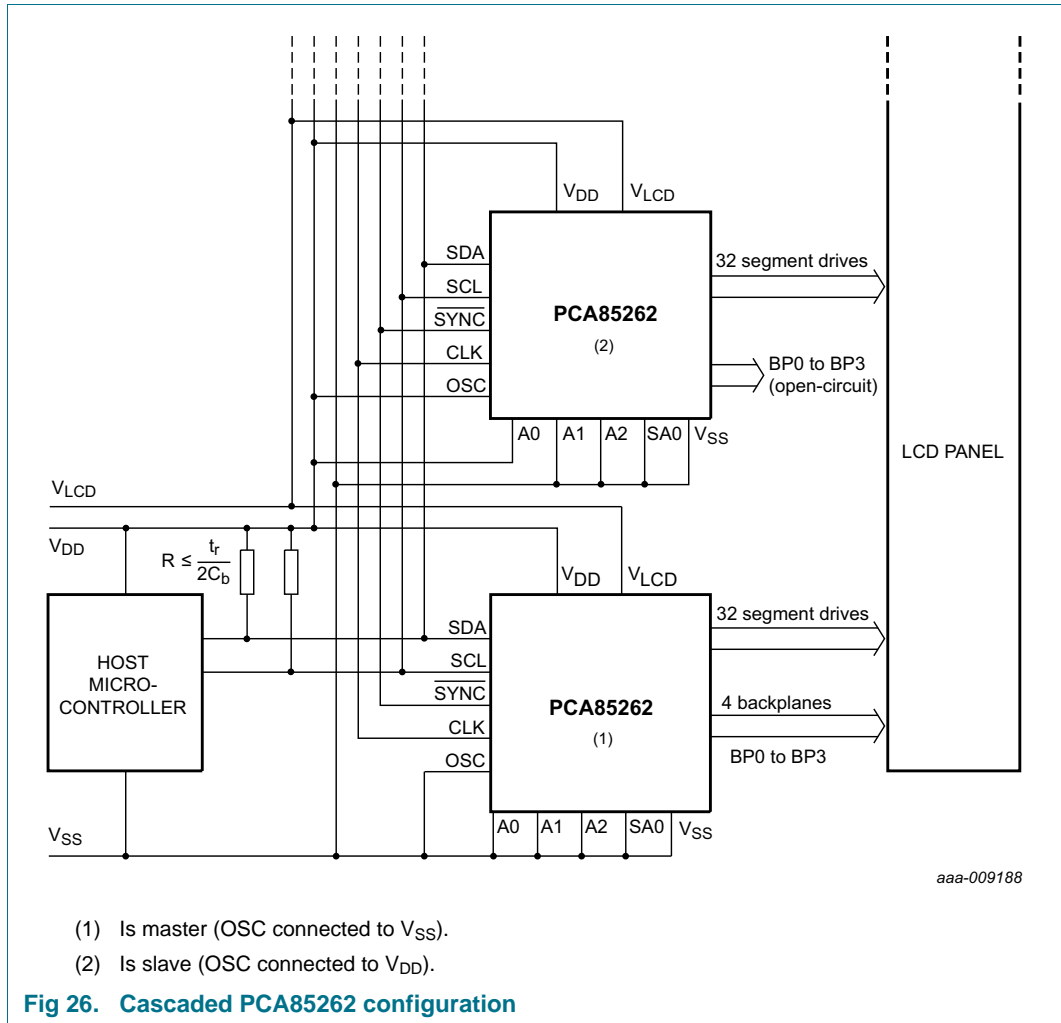 VDD
VLCD
SDA
SCL
SYNC
CLK
OSC
PCA85262
(2)
32 segment drives
BP0 to BP3
(open-circuit)
A0
A1
A2
SA0
VSS
LCD PANEL
VLCD
VDD
R ≤ tr
2Cb
VDD
VLCD
HOST
MICRO-
CONTROLLER
SDA
SCL
SYNC
CLK
OSC
PCA85262
(1)
32 segment drives
4 backplanes
BP0 to BP3
VSS
A0
A1
A2
SA0
VSS
aaa-009188
(1) Is master (OSC connected to VSS).
(2) Is slave (OSC connected to VDD).
Fig 26. Cascaded PCA85262 configuration